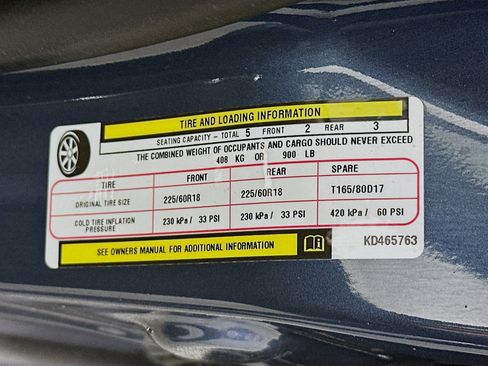 TIRE AND LOADING INFORMATION
SEATING CAPACITY - TOTAL 5 FRONT 2 REAR 3
THE COMBINED WEIGHT OF OCCUPANTS AND CARGO SHOULD NEVER EXCEED
408 KG OR 900 LB
TIRE FRONT REAR SPARE
ORIGINAL TIRE SIZE 225/60R18 225/60R18 T165/80D17
COLD TIRE INFLATION
PRESSURE 230 kPa / 33 PSI 230 kPa / 33 PSI 420 kPa / 60 PSI
SEE OWNERS MANUAL FOR ADDITIONAL INFORMATION
KD465763